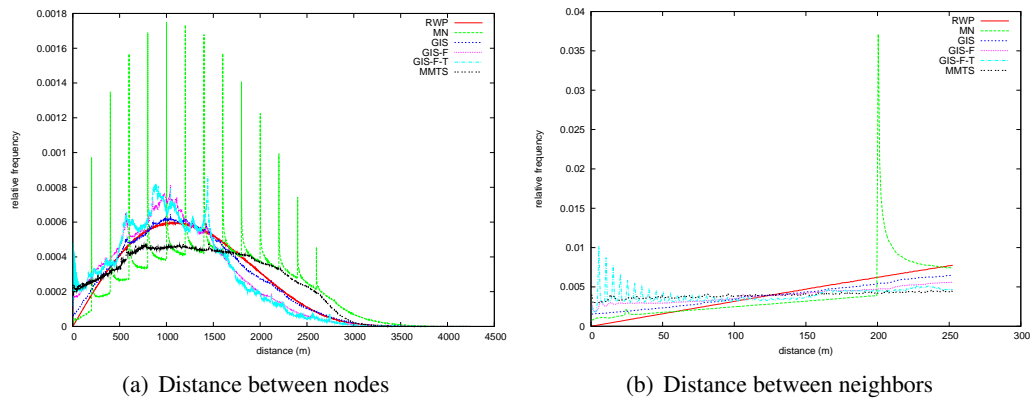 0.0018
0.0016
0.0014
0.0012
0.001
0.0008
0.0006
0.0004
0.0002
0
relative frequency
0 500 1000 1500 2000 2500 3000 3500 4000 4500
distance (m)
RWP
MN
GIS
GIS-F
GIS-F-T
MMTS
(a) Distance between nodes
0.04
0.035
0.03
0.025
0.02
0.015
0.01
0.005
0
relative frequency
0 50 100 150 200 250 300
distance (m)
RWP
MN
GIS
GIS-F
GIS-F-T
MMTS
(b) Distance between neighbors